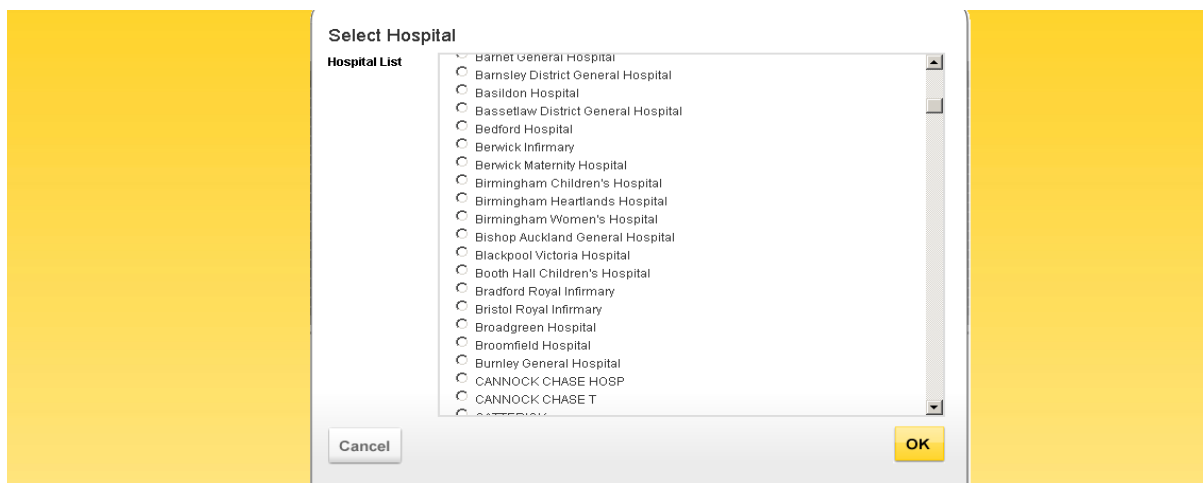 Select Hospital
Hospital List
Barnet General Hospital
Barnsley District General Hospital
Basildon Hospital
Bassetlaw District General Hospital
Bedford Hospital
Berwick Infirmary
Berwick Maternity Hospital
Birmingham Children's Hospital
Birmingham Heartlands Hospital
Birmingham Women's Hospital
Bishop Auckland General Hospital
Blackpool Victoria Hospital
Booth Hall Children's Hospital
Bradford Royal Infirmary
Bristol Royal Infirmary
Broadgreen Hospital
Broomfield Hospital
Burnley General Hospital
CANNOCK CHASE HOSP
CANNOCK CHASE T
Cancel
OK